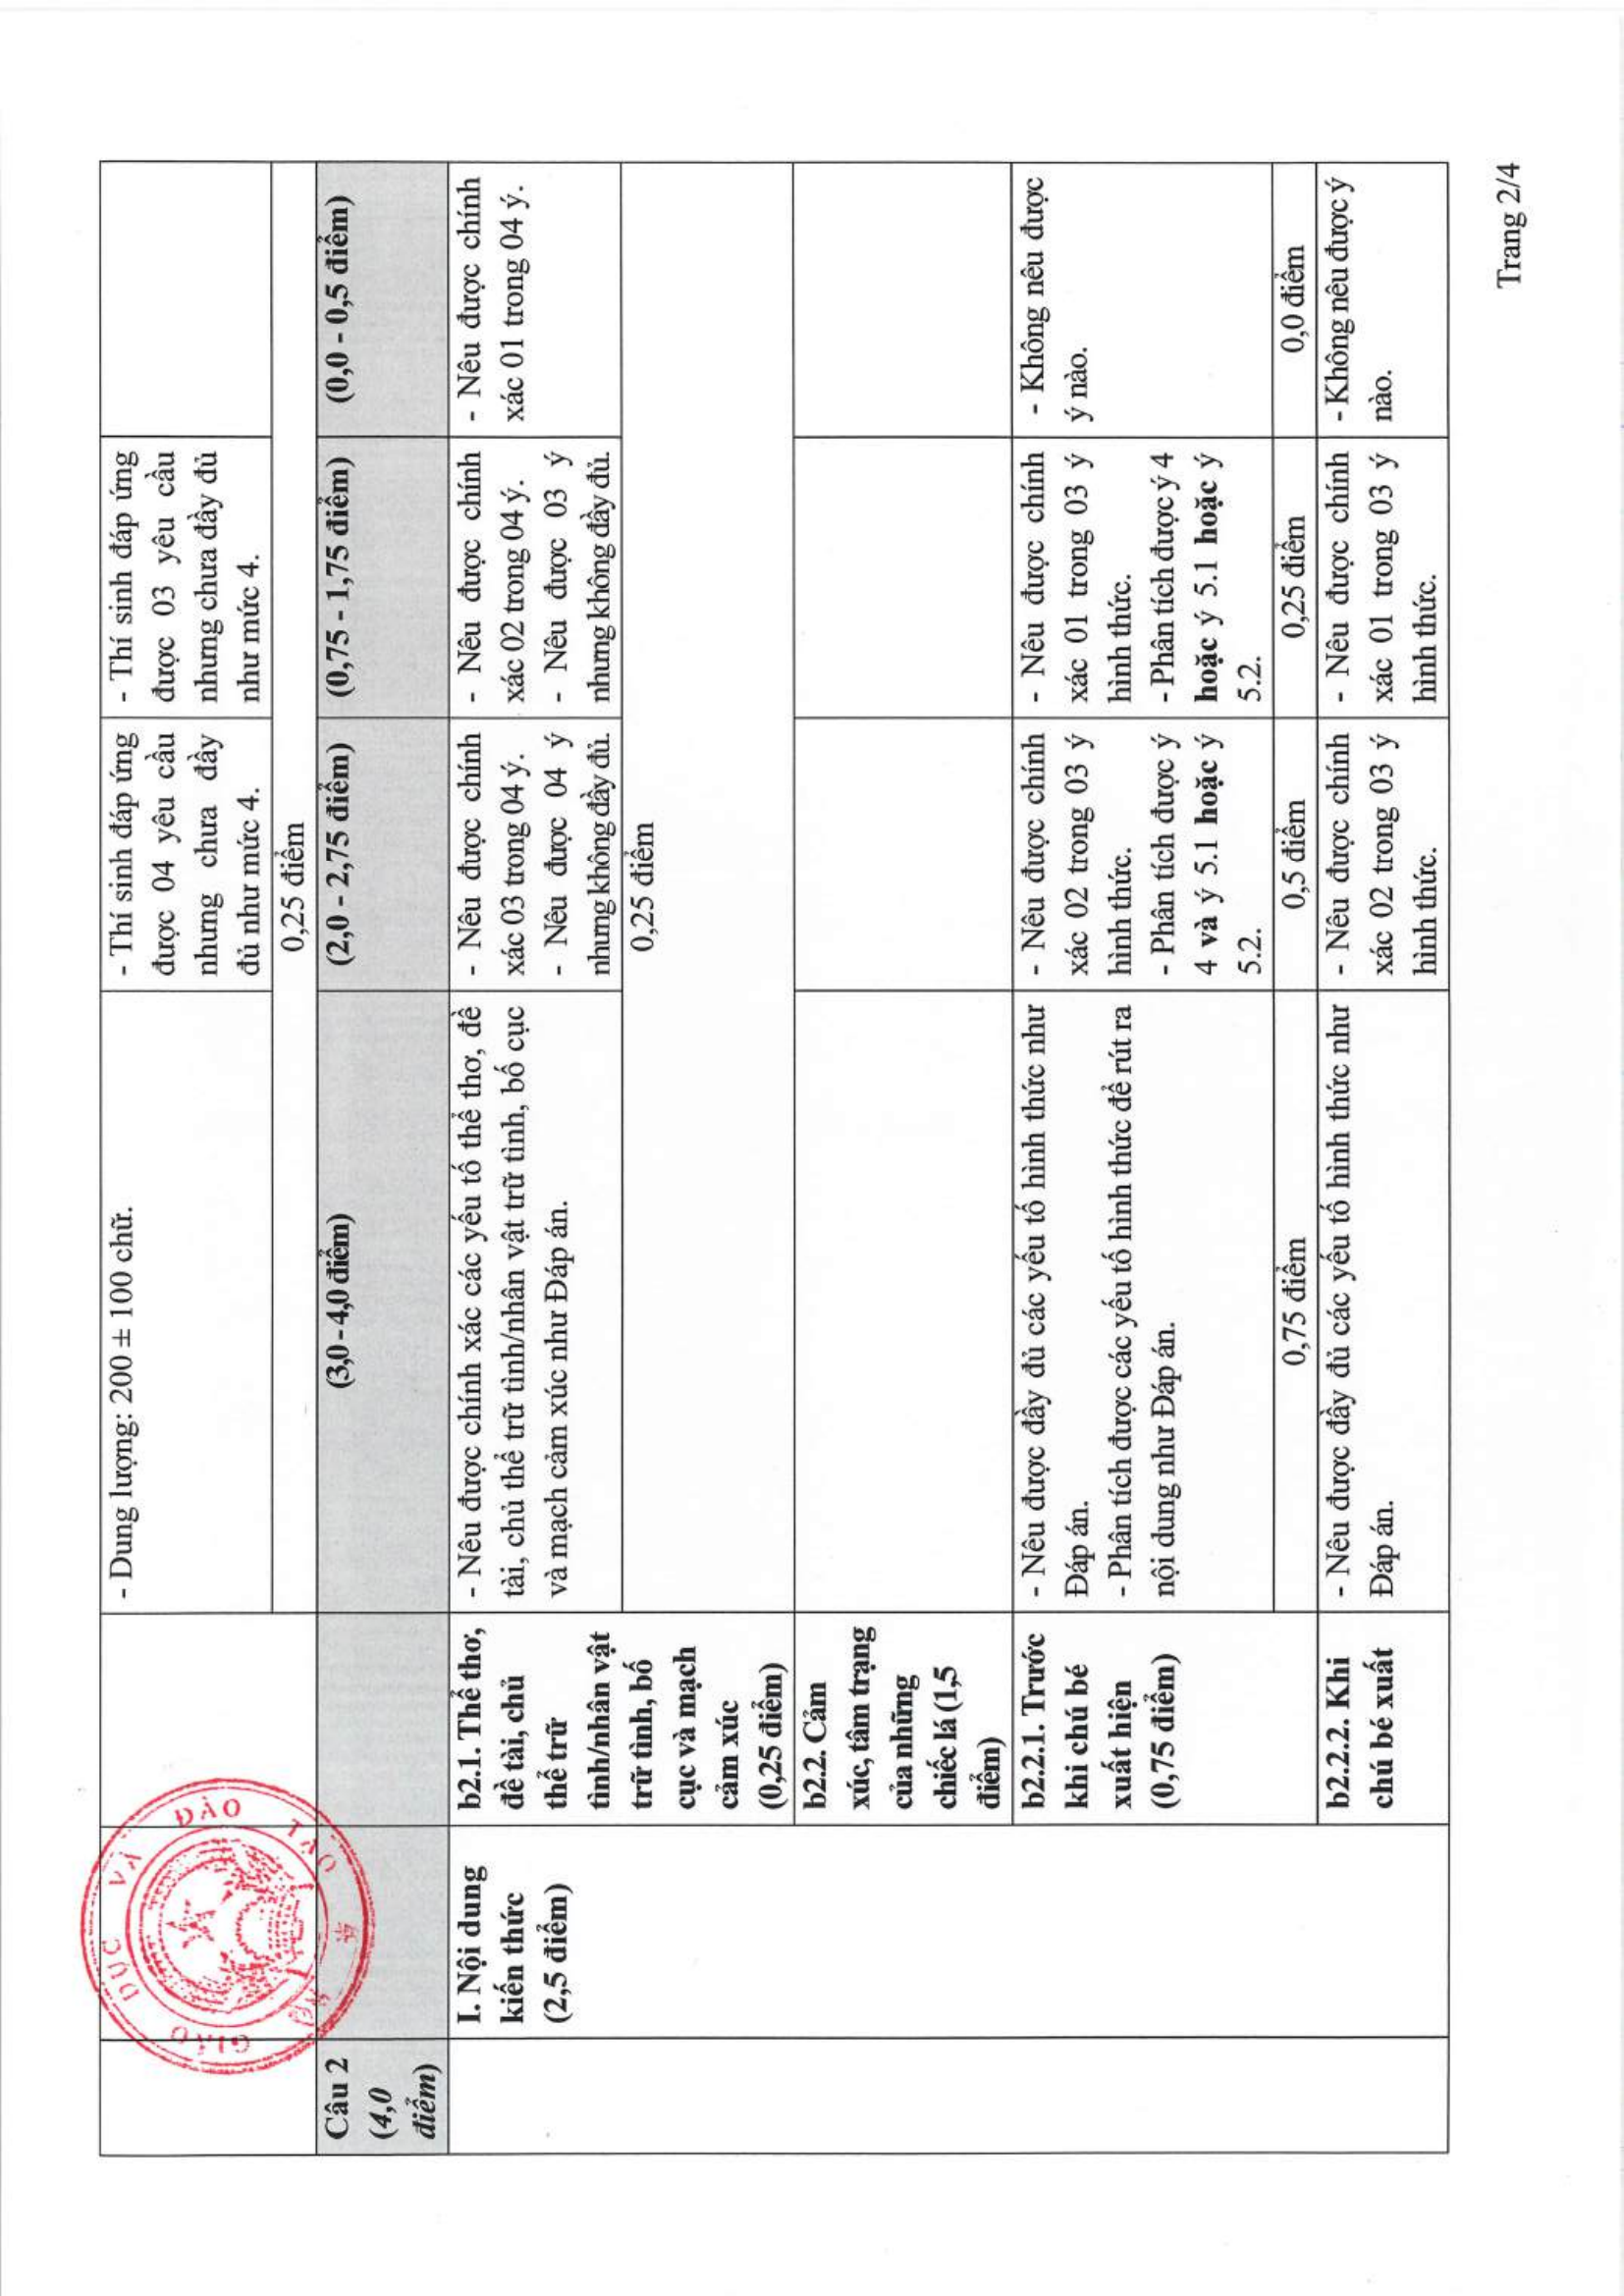 - Dung lượng: 200 ± 100 chữ.
- Thí sinh đáp ứng
được 04 yêu cầu
nhưng chưa đầy
đủ như mức 4.
- Thí sinh đáp ứng
được 03 yêu cầu
nhưng chưa đầy đủ
như mức 4.
0,25 điểm
Câu 2
(4,0
điểm)
(3,0 - 4,0 điểm)
(2,0 - 2,75 điểm)
(0,75 - 1,75 điểm)
(0,0 - 0,5 điểm)
I. Nội dung
kiến thức
(2,5 điểm)
b2.1. Thể thơ,
đề tài, chủ
thể trữ
tình/nhân vật
trữ tình, bố
cục và mạch
cảm xúc
(0,25 điểm)
- Nêu được chính xác các yếu tố thể thơ, đề
tài, chủ thể trữ tình/nhân vật trữ tình, bố cục
và mạch cảm xúc như Đáp án.
- Nêu được chính
xác 03 trong 04 ý.
- Nêu được 04 ý
nhưng không đầy đủ.
- Nêu được chính
xác 02 trong 04 ý.
- Nêu được 03 ý
nhưng không đầy đủ.
- Nêu được chính
xác 01 trong 04 ý.
0,25 điểm
b2.2. Cảm
xúc, tâm trạng
của những
chiếc lá (1,5
điểm)
b2.2.1. Trước
khi chú bé
xuất hiện
(0,75 điểm)
- Nêu được đầy đủ các yếu tố hình thức như
Đáp án.
- Phân tích được các yếu tố hình thức để rút ra
nội dung như Đáp án.
- Nêu được chính
xác 02 trong 03 ý
hình thức.
- Phân tích được ý
4 và ý 5.1 hoặc ý
5.2.
- Nêu được chính
xác 01 trong 03 ý
hình thức.
- Phân tích được ý 4
hoặc ý 5.1 hoặc ý
5.2.
- Không nêu được
ý nào.
0,75 điểm
0,5 điểm
0,25 điểm
0,0 điểm
b2.2.2. Khi
chú bé xuất
- Nêu được đầy đủ các yếu tố hình thức như
Đáp án.
- Nêu được chính
xác 02 trong 03 ý
hình thức.
- Nêu được chính
xác 01 trong 03 ý
hình thức.
- Không nêu được ý
nào.
GIÁO DỤC VÀ ĐÀO TẠO
Trang 2/4